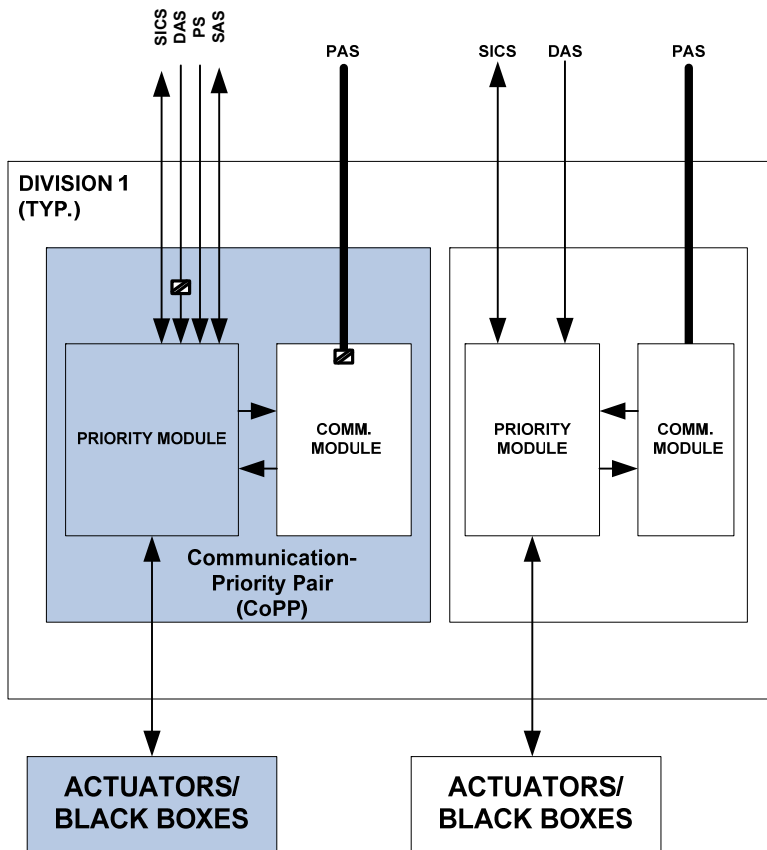 SICS
DAS
PS
SAS
PAS
SICS
DAS
PAS
DIVISION 1
(TYP.)
PRIORITY MODULE
COMM.
MODULE
PRIORITY
MODULE
COMM.
MODULE
Communication-
Priority Pair
(CoPP)
ACTUATORS/
BLACK BOXES
ACTUATORS/
BLACK BOXES